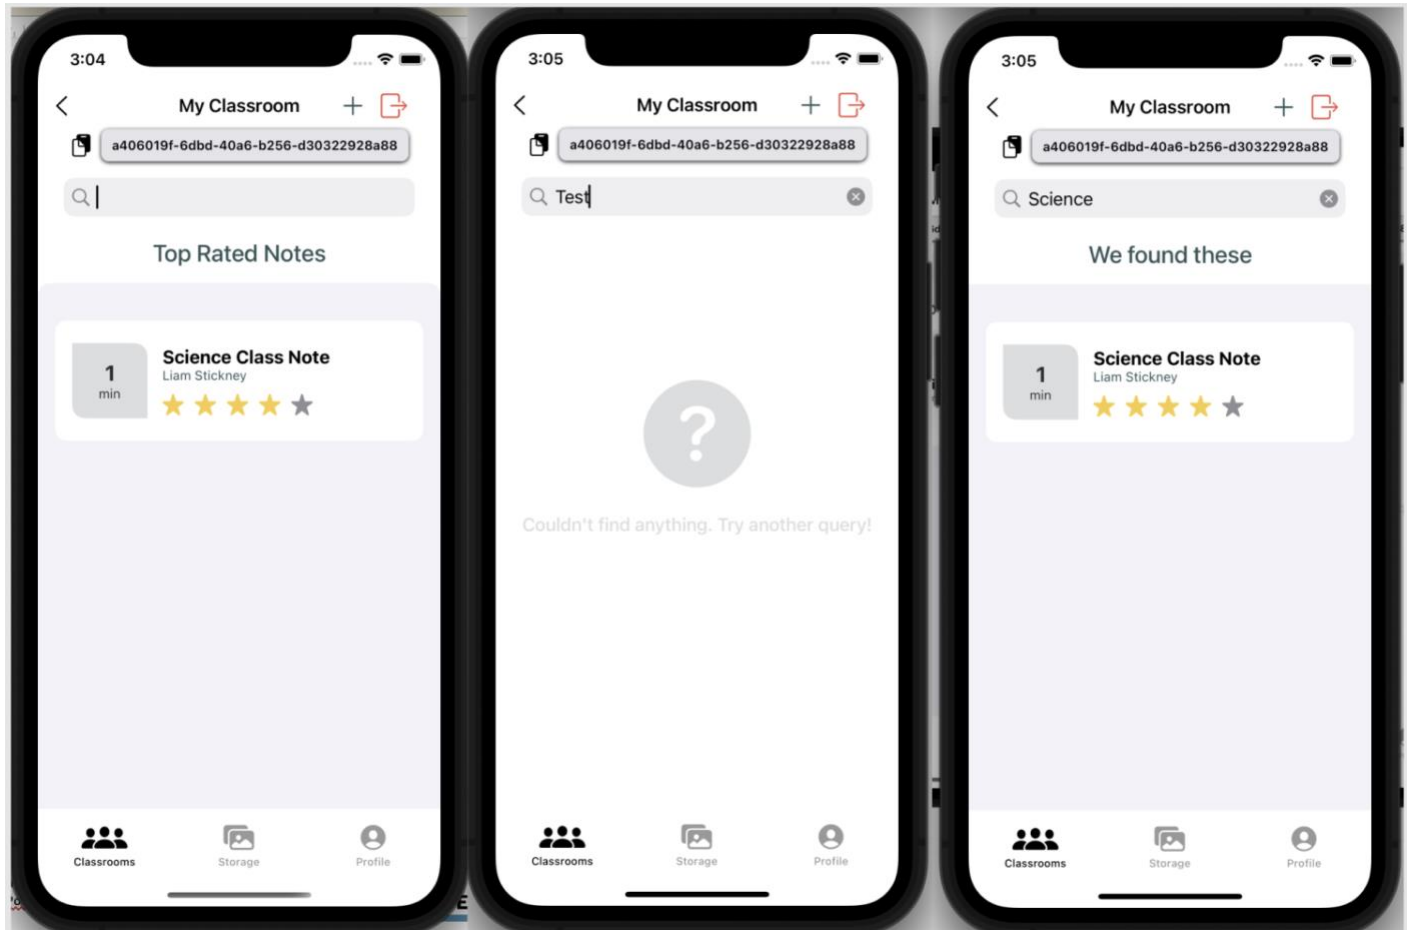 3:04
My Classroom
a406019f-6dbd-40a6-b256-d30322928a88
Top Rated Notes
1
min
Science Class Note
Liam Stickney
Classrooms
Storage
Profile
3:05
My Classroom
a406019f-6dbd-40a6-b256-d30322928a88
Test
?
Couldn't find anything. Try another query!
Classrooms
Storage
Profile
3:05
My Classroom
a406019f-6dbd-40a6-b256-d30322928a88
Science
We found these
1
min
Science Class Note
Liam Stickney
Classrooms
Storage
Profile